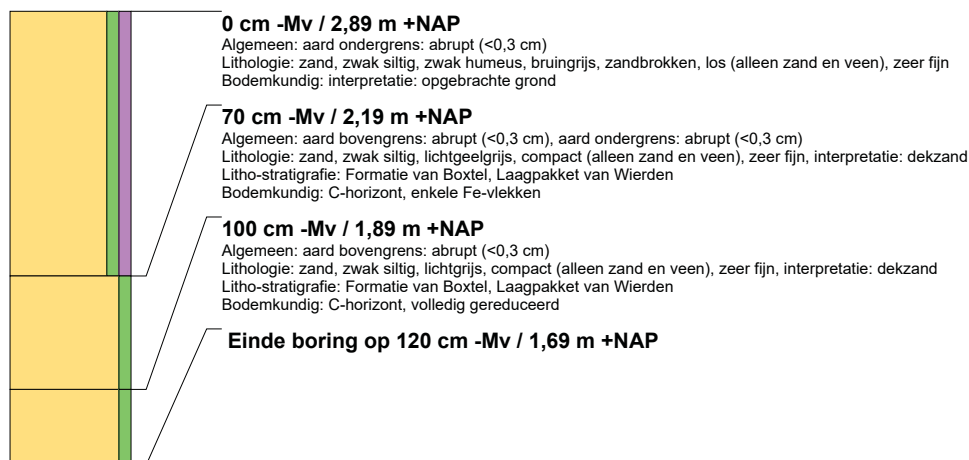 0 cm -Mv / 2,89 m +NAP
Algemeen: aard ondergrens: abrupt (<0,3 cm)
Lithologie: zand, zwak siltig, zwak humeus, bruingrijs, zandbrokken, los (alleen zand en veen), zeer fijn
Bodemkundig: interpretatie: opgebrachte grond
70 cm -Mv / 2,19 m +NAP
Algemeen: aard bovengrens: abrupt (<0,3 cm), aard ondergrens: abrupt (<0,3 cm)
Lithologie: zand, zwak siltig, lichtgeelgrijs, compact (alleen zand en veen), zeer fijn, interpretatie: dekzand
Litho-stratigrafie: Formatie van Boxtel, Laagpakket van Wierden
Bodemkundig: C-horizont, enkele Fe-vlekken
100 cm -Mv / 1,89 m +NAP
Algemeen: aard bovengrens: abrupt (<0,3 cm)
Lithologie: zand, zwak siltig, lichtgrijs, compact (alleen zand en veen), zeer fijn, interpretatie: dekzand
Litho-stratigrafie: Formatie van Boxtel, Laagpakket van Wierden
Bodemkundig: C-horizont, volledig gereduceerd
Einde boring op 120 cm -Mv / 1,69 m +NAP